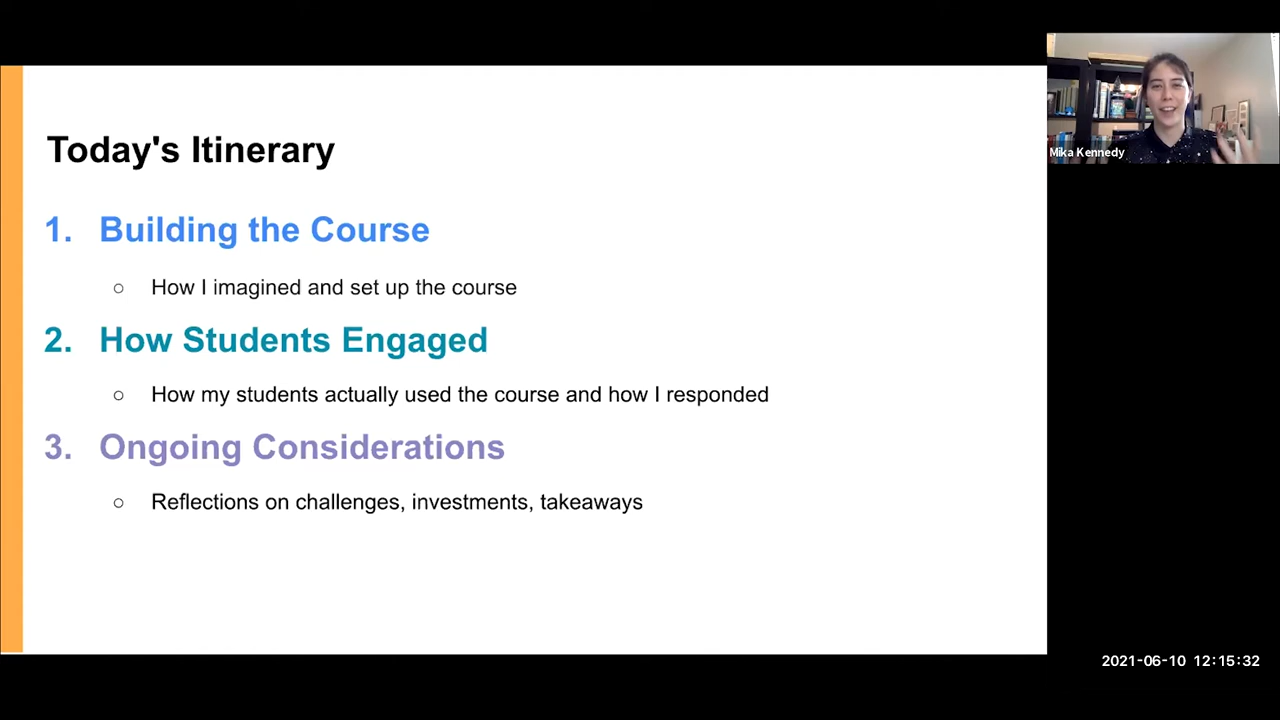 Today's Itinerary
1. Building the Course
○ How I imagined and set up the course
2. How Students Engaged
○ How my students actually used the course and how I responded
3. Ongoing Considerations
○ Reflections on challenges, investments, takeaways
Mika Kennedy
2021-06-10 12:15:32